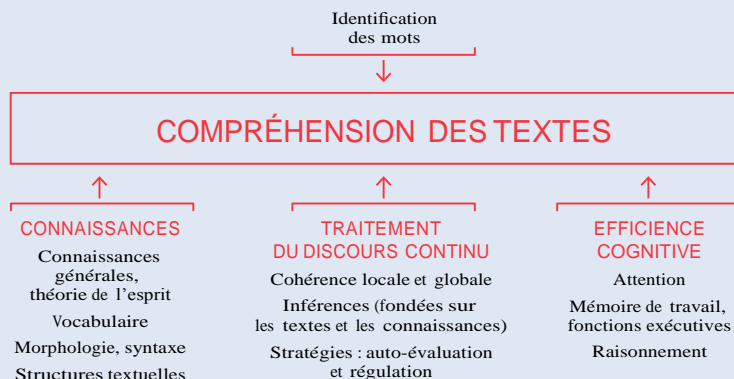 Identification
des mots
COMPRÉHENSION DES TEXTES
CONNAISSANCES
Connaissances
générales,
théorie de l’esprit
Vocabulaire
Morphologie, syntaxe
Structures textuelles
TRAITEMENT
DU DISCOURS CONTINU
Cohérence locale et globale
Inférences (fondées sur
les textes et les connaissances)
Stratégies : auto-évaluation
et régulation
EFFICIENCE
COGNITIVE
Attention
Mémoire de travail,
fonctions exécutives
Raisonnement